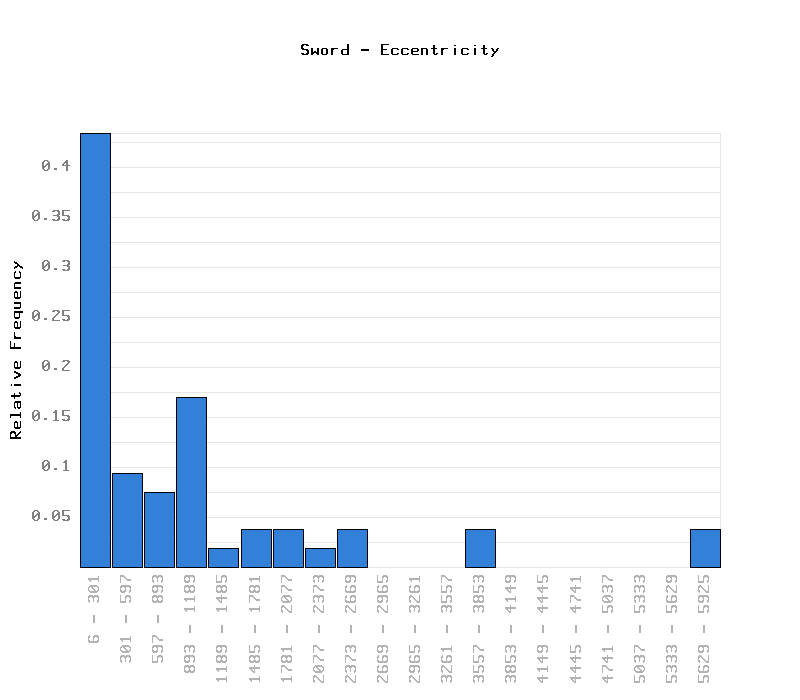 Sword - Eccentricity
Relative Frequency
0.4
0.35
0.3
0.25
0.2
0.15
0.1
0.05
6 - 301
301 - 597
597 - 893
893 - 1189
1189 - 1485
1485 - 1781
1781 - 2077
2077 - 2373
2373 - 2669
2669 - 2965
2965 - 3261
3261 - 3557
3557 - 3853
3853 - 4149
4149 - 4445
4445 - 4741
4741 - 5037
5037 - 5333
5333 - 5629
5629 - 5925